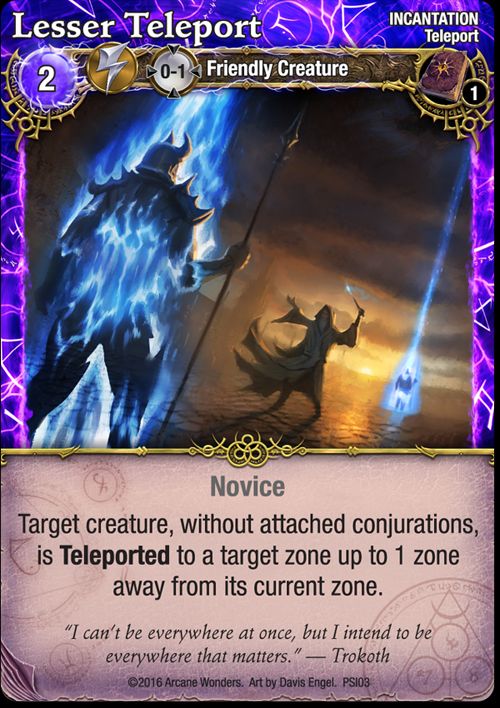 Lesser Teleport
INCANTATION
Teleport
2
0-1
Friendly Creature
1
Novice
Target creature, without attached conjurations,
is Teleported to a target zone up to 1 zone
away from its current zone.
“I can’t be everywhere at once, but I intend to be
everywhere that matters.” — Trokoth
©2016 Arcane Wonders. Art by Davis Engel. PSI03